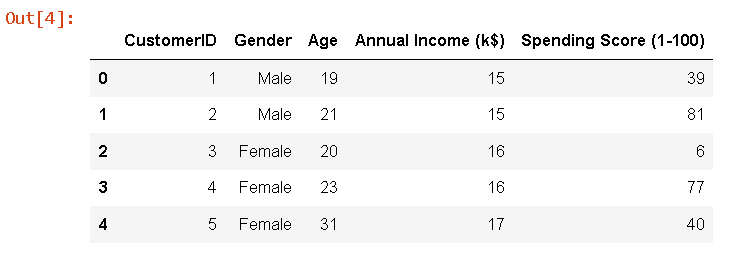 Out[4]:
CustomerID Gender Age Annual Income (k$) Spending Score (1-100)
0 1 Male 19 15 39
1 2 Male 21 15 81
2 3 Female 20 16 6
3 4 Female 23 16 77
4 5 Female 31 17 40